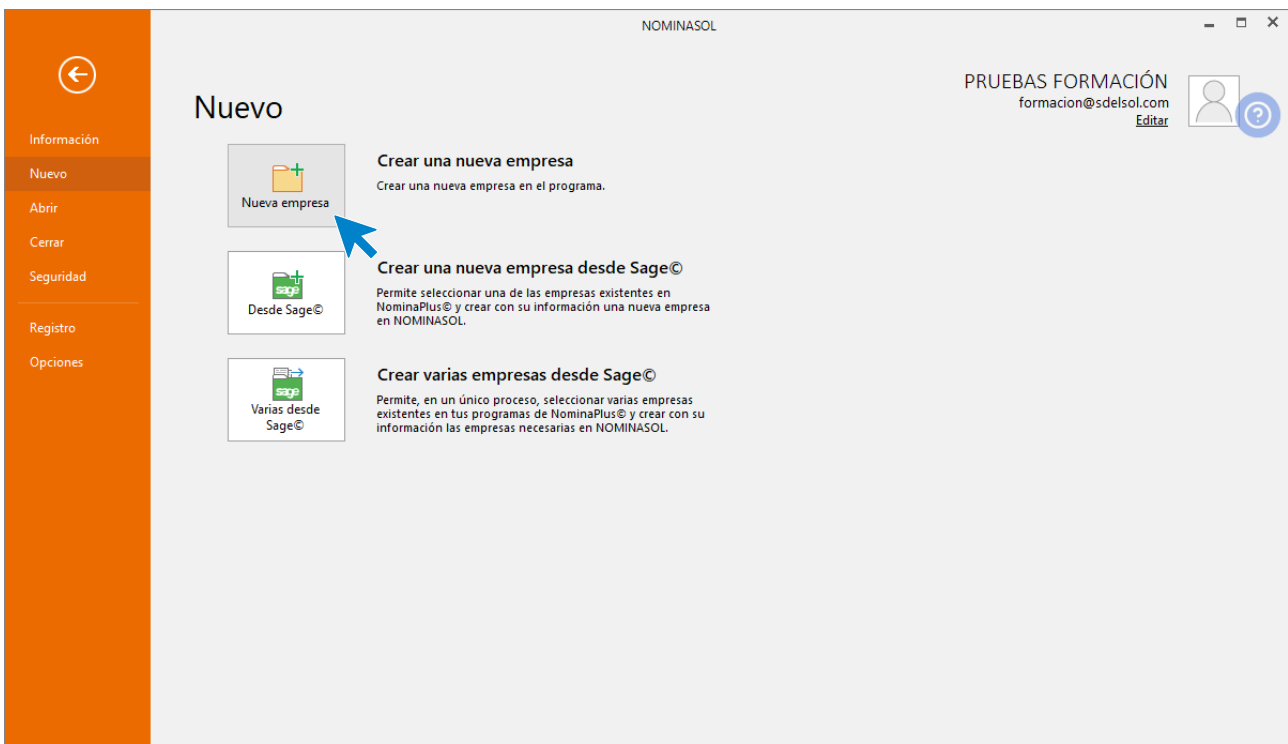 NOMINASOL
PRUEBAS FORMACIÓN
formacion@sdelsol.com
Editar
Información
Nuevo
Abrir
Cerrar
Seguridad
Registro
Opciones
Nuevo
Nueva empresa
Crear una nueva empresa
Crear una nueva empresa en el programa.
sage
Desde Sage©
Crear una nueva empresa desde Sage©
Permite seleccionar una de las empresas existentes en
NominaPlus© y crear con su información una nueva empresa
en NOMINASOL.
sage
Varias desde
Sage©
Crear varias empresas desde Sage©
Permite, en un único proceso, seleccionar varias empresas
existentes en tus programas de NominaPlus© y crear con su
información las empresas necesarias en NOMINASOL.